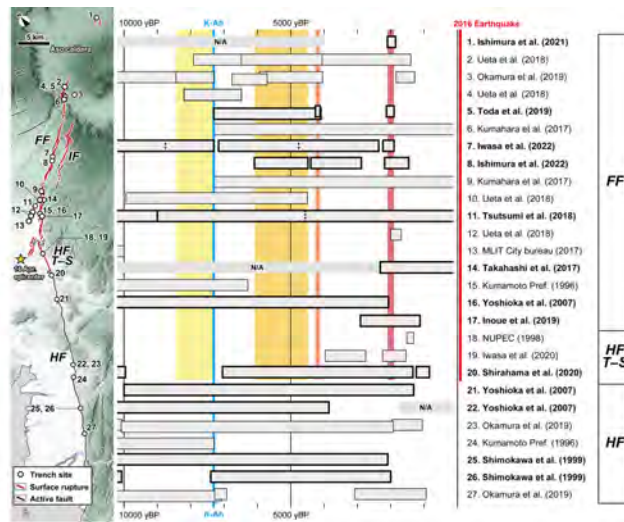 10000 yBP
K-Ah
5000 yBP
2016 Earthquake
1
Aso caldera
5 km
N/A
1. Ishimura et al. (2021)
2. Ueta et al. (2018)
3. Okamura et al. (2019)
4. Ueta et al. (2018)
5. Toda et al. (2019)
6. Kumahara et al. (2017)
7. Iwasa et al. (2022)
8. Ishimura et al. (2022)
9. Kumahara et al. (2017)
10. Ueta et al. (2018)
11. Tsutsumi et al. (2018)
12. Ueta et al. (2018)
13. MLIT City bureau (2017)
N/A
14. Takahashi et al. (2017)
15. Kumamoto Pref. (1996)
16. Yoshioka et al. (2007)
17. Inoue et al. (2019)
18. NUPEC (1998)
19. Iwasa et al. (2020)
20. Shirahama et al. (2020)
21. Yoshioka et al. (2007)
N/A
22. Yoshioka et al. (2007)
23. Okamura et al. (2019)
24. Kumamoto Pref. (1996)
25. Shimokawa et al. (1999)
26. Shimokawa et al. (1999)
27. Okamura et al. (2019)
FF
HF
T–S
HF
2
4, 5
3
6
FF
IF
7
8
10
9
11
14
12
15, 16
13
17
18, 19
HF
T–S
16 Apr.
epicenter
20
21
HF
22, 23
24
25, 26
27
Trench site
Surface rupture
Active fault
10000 yBP
K-Ah
5000 yBP